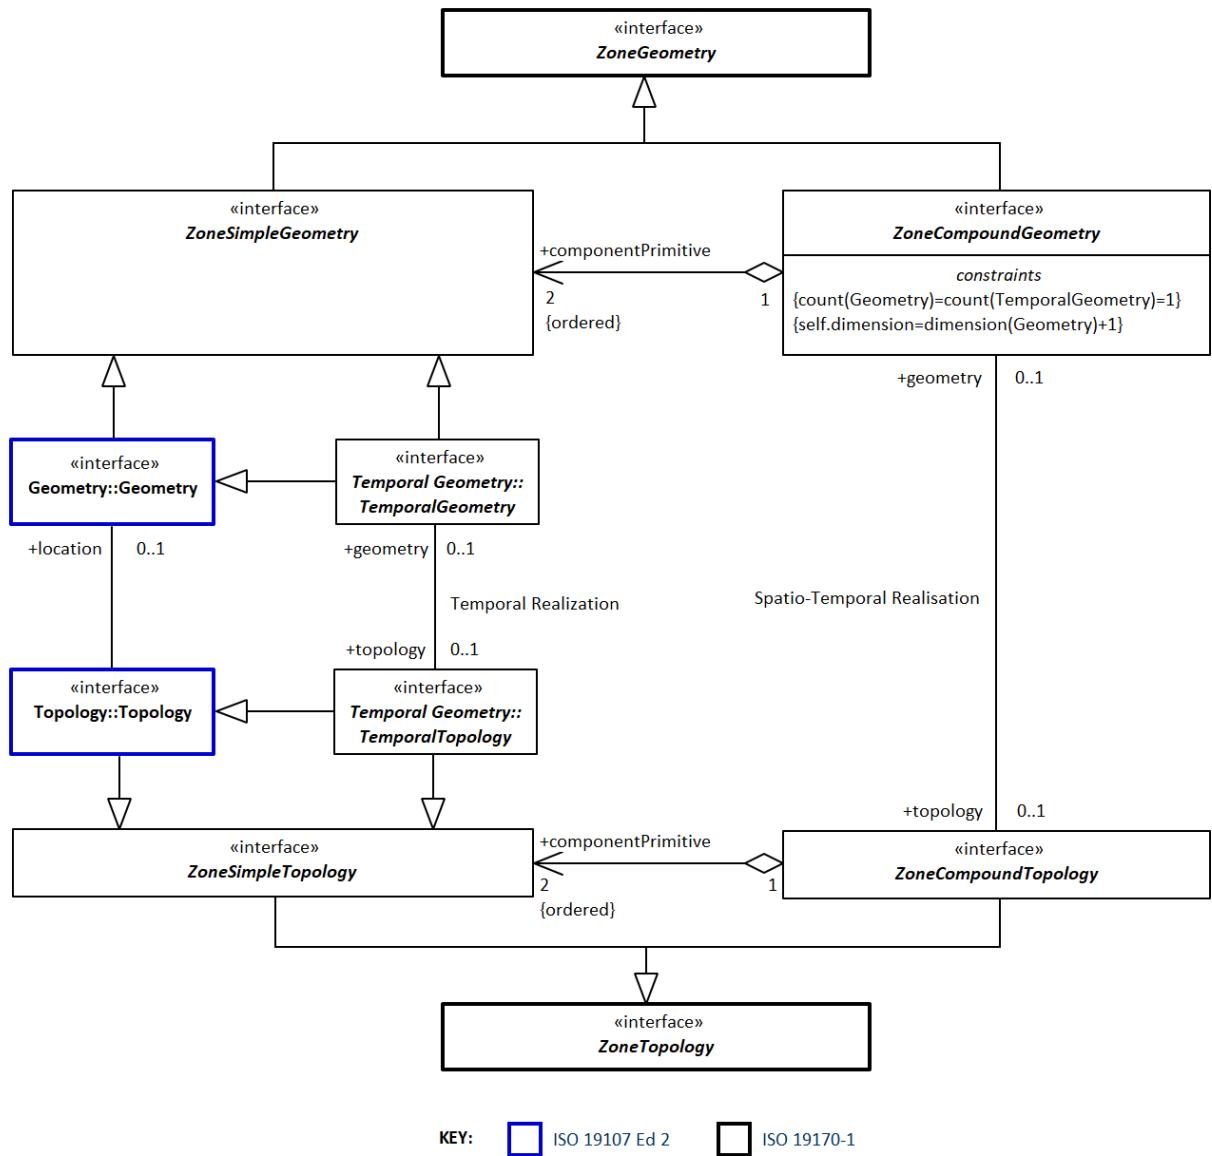 «interface»
ZoneGeometry
«interface»
ZoneSimpleGeometry
«interface»
ZoneCompoundGeometry
constraints
{count(Geometry)=count(TemporalGeometry)=1}
{self.dimension=dimension(Geometry)+1}
+componentPrimitive
2
1
{ordered}
+geometry 0..1
«interface»
Geometry::Geometry
«interface»
Temporal Geometry::
TemporalGeometry
+location 0..1
+geometry 0..1
Temporal Realization
Spatio-Temporal Realisation
+topology 0..1
«interface»
Topology::Topology
«interface»
Temporal Geometry::
TemporalTopology
+topology 0..1
«interface»
ZoneSimpleTopology
+componentPrimitive
2
1
{ordered}
«interface»
ZoneCompoundTopology
«interface»
ZoneTopology
KEY: ISO 19107 Ed 2 ISO 19170-1